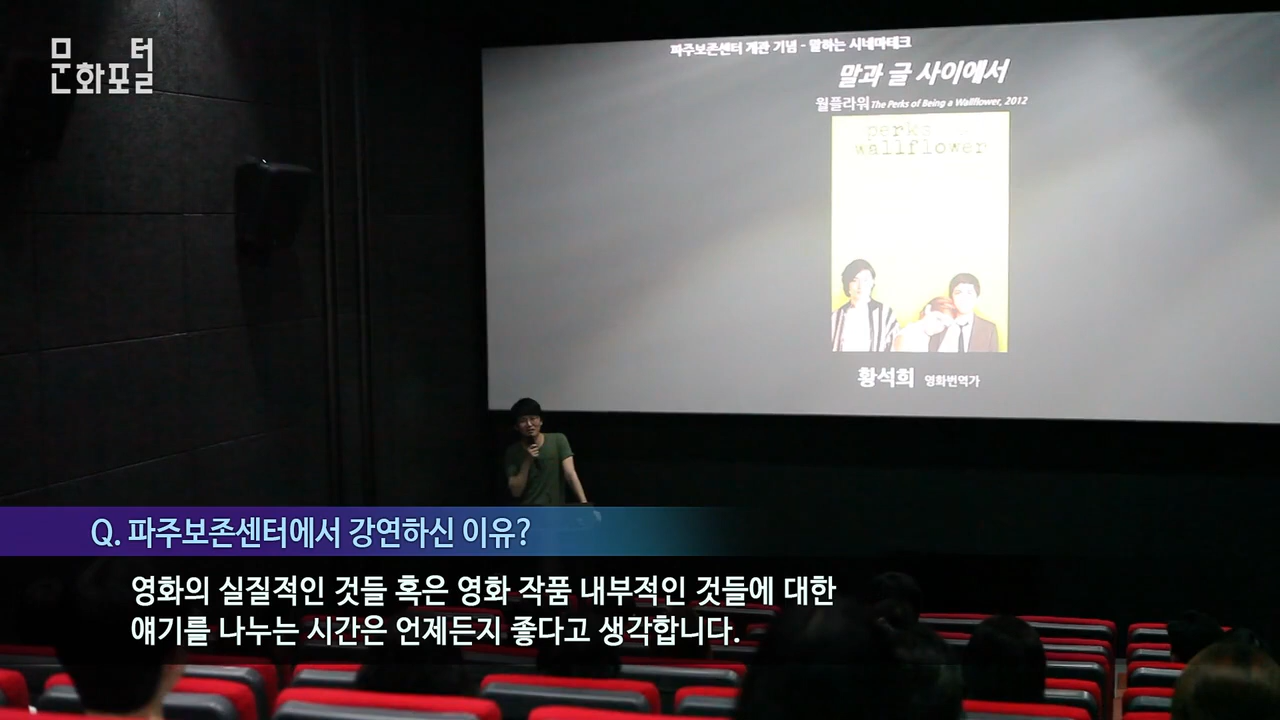 문화포털
파주보존센터 개관 기념 - 말하는 시네마테크
말과 글 사이에서
월플라워 The Perks of Being a Wallflower, 2012
perks
wallflower
황석희 영화번역가
Q. 파주보존센터에서 강연하신 이유?
영화의 실질적인 것들 혹은 영화 작품 내부적인 것들에 대한
얘기를 나누는 시간은 언제든지 좋다고 생각합니다.